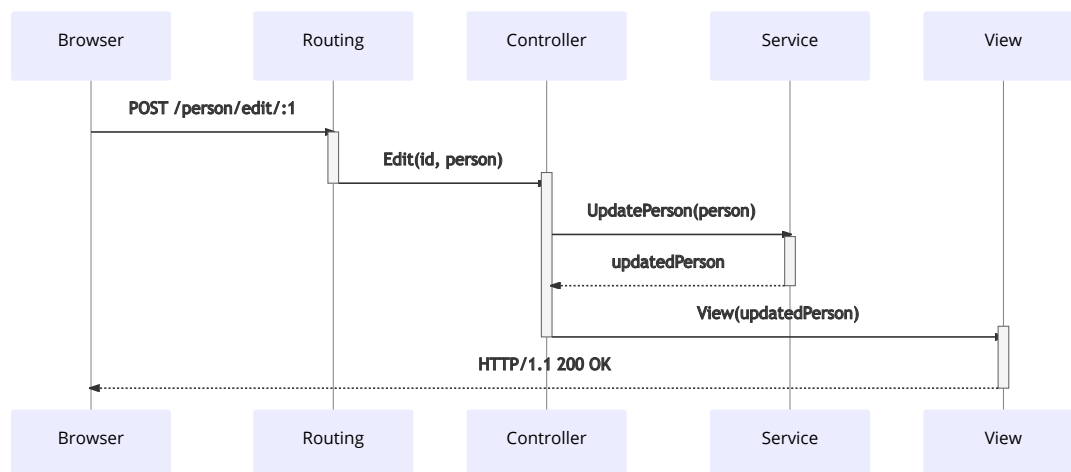 Browser Routing Controller Service View
POST /person/edit/:1
Edit(id, person)
UpdatePerson(person)
updatedPerson
View(updatedPerson)
HTTP/1.1 200 OK
Browser Routing Controller Service View